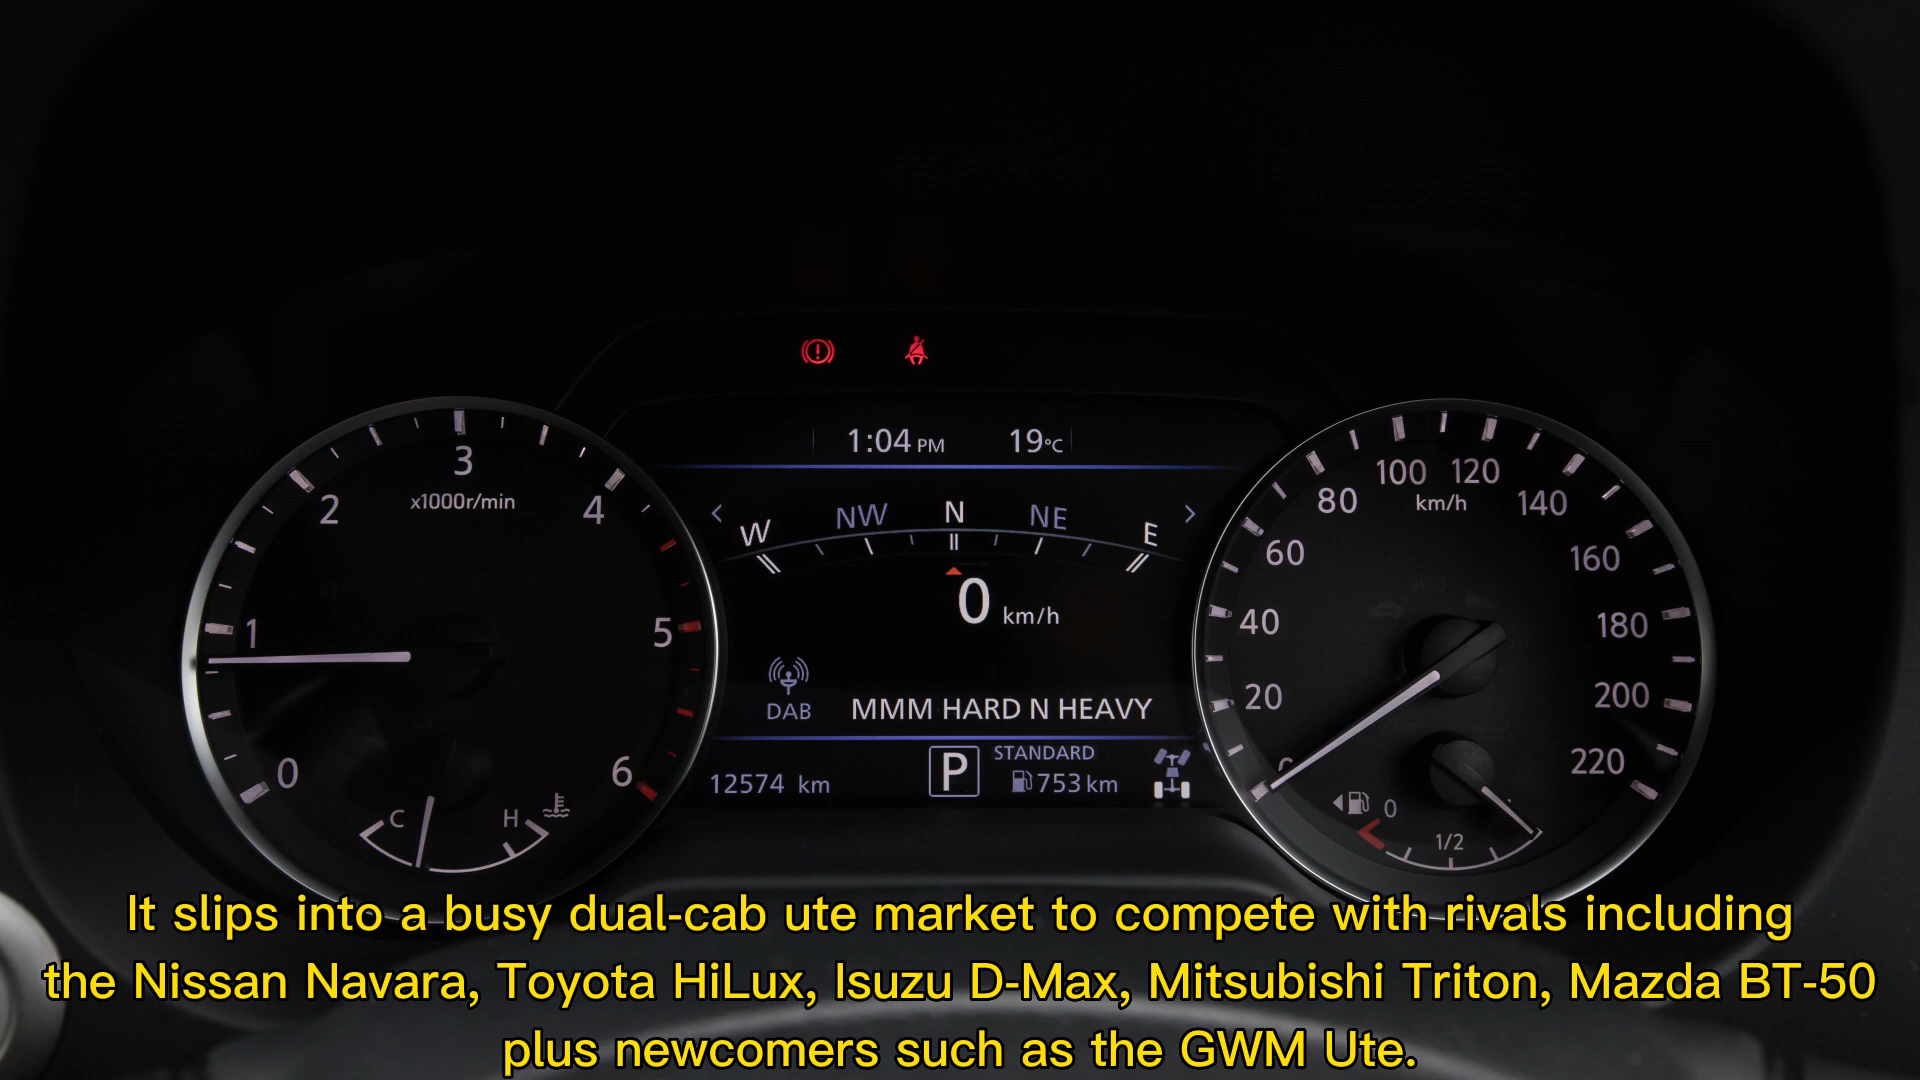 1:04 PM 19°C
W NW N NE E
0 km/h
DAB MMM HARD N HEAVY
12574 km P STANDARD
753 km
0 1 2 3 4 5 6
x1000r/min
C H
0 20 40 60 80 100 120 140 160 180 200 220
km/h
0 1/2
It slips into a busy dual-cab ute market to compete with rivals including
the Nissan Navara, Toyota HiLux, Isuzu D-Max, Mitsubishi Triton, Mazda BT-50
plus newcomers such as the GWM Ute.